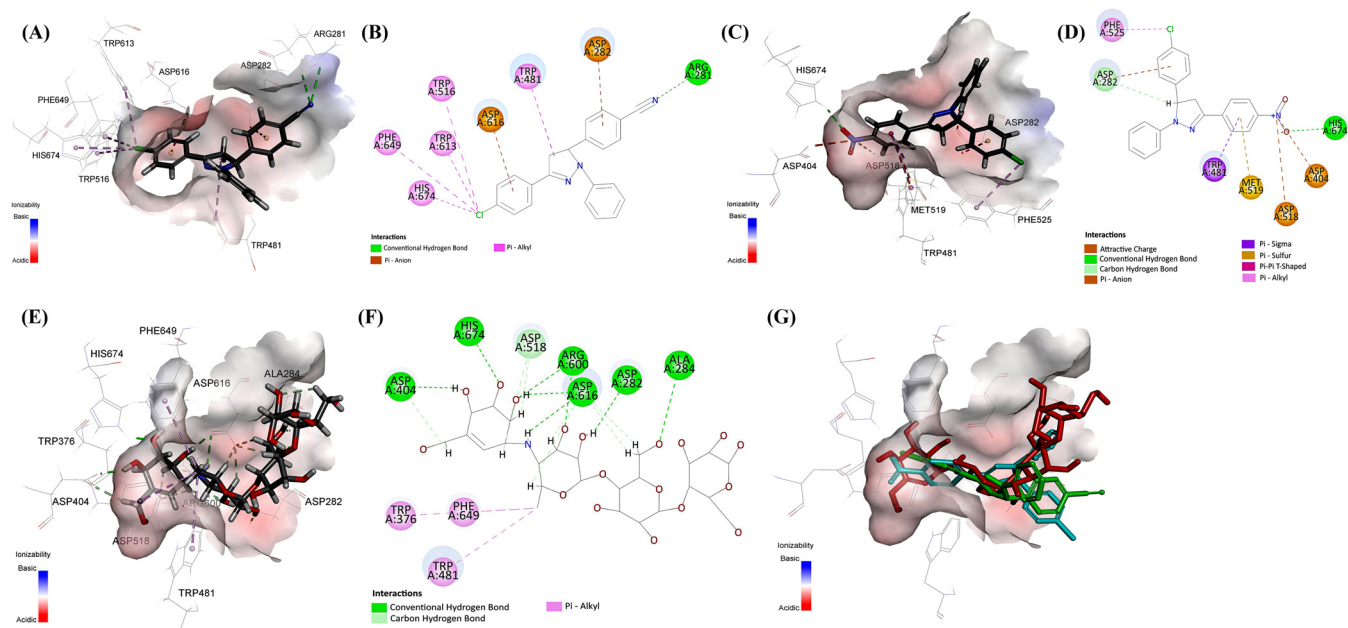 (A)
TRP613
ASP616
ASP282
ARG281
PHE649
HIS674
TRP516
TRP481
Ionizability
Basic
Acidic
(B)
ASP
A:282
ARG
A:281
TRP
A:481
TRP
A:516
ASP
A:616
PHE
A:649
TRP
A:613
HIS
A:674
Cl
N
N
N
Interactions
Conventional Hydrogen Bond
Pi - Anion
Pi - Alkyl
(C)
HIS674
ASP282
ASP404
ASP518
MET519
PHE525
TRP481
Ionizability
Basic
Acidic
(D)
PHE
A:525
Cl
ASP
A:282
N
N
N
O
O
HIS
A:674
TRP
A:481
MET
A:519
ASP
A:404
ASP
A:518
Interactions
Attractive Charge
Conventional Hydrogen Bond
Carbon Hydrogen Bond
Pi - Anion
Pi - Sigma
Pi - Sulfur
Pi-Pi T-Shaped
Pi - Alkyl
(E)
PHE649
HIS674
ASP616
ALA284
TRP376
ASP404
ASP282
ASP518
TRP481
Ionizability
Basic
Acidic
(F)
HIS
A:674
ASP
A:518
ARG
A:600
ALA
A:284
ASP
A:404
ASP
A:616
ASP
A:282
TRP
A:376
PHE
A:649
TRP
A:481
Interactions
Conventional Hydrogen Bond
Carbon Hydrogen Bond
Pi - Alkyl
(G)
Ionizability
Basic
Acidic